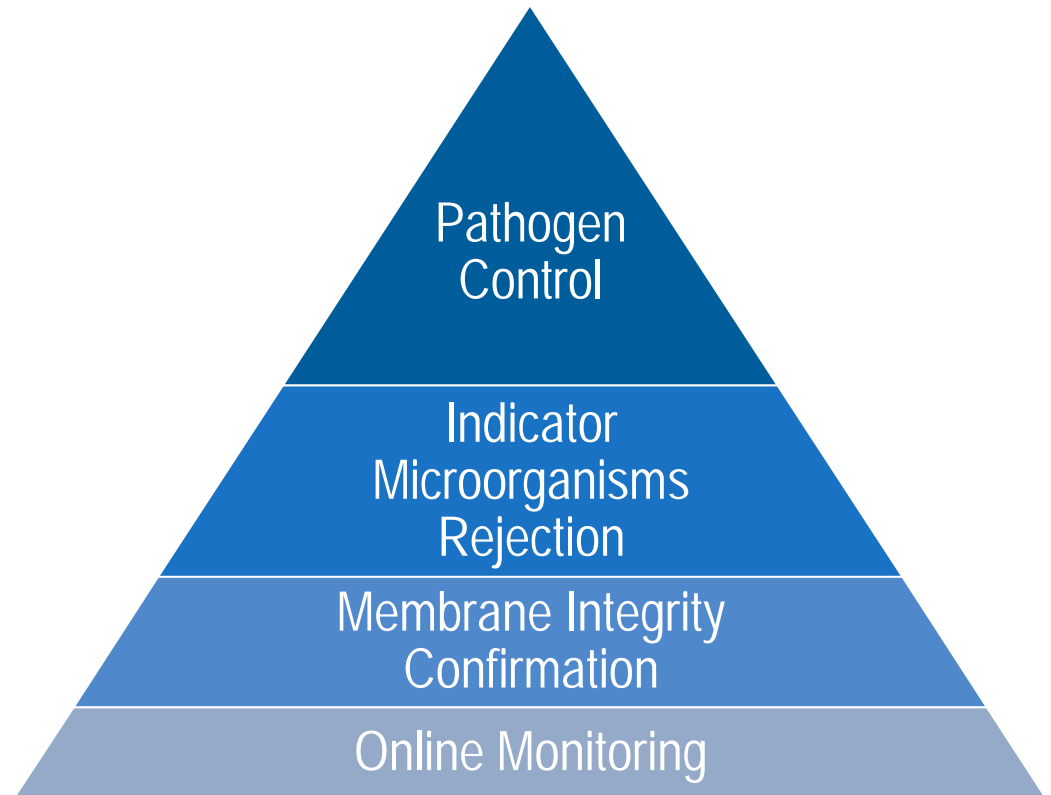 Pathogen
Control
Indicator
Microorganisms
Rejection
Membrane Integrity
Confirmation
Online Monitoring